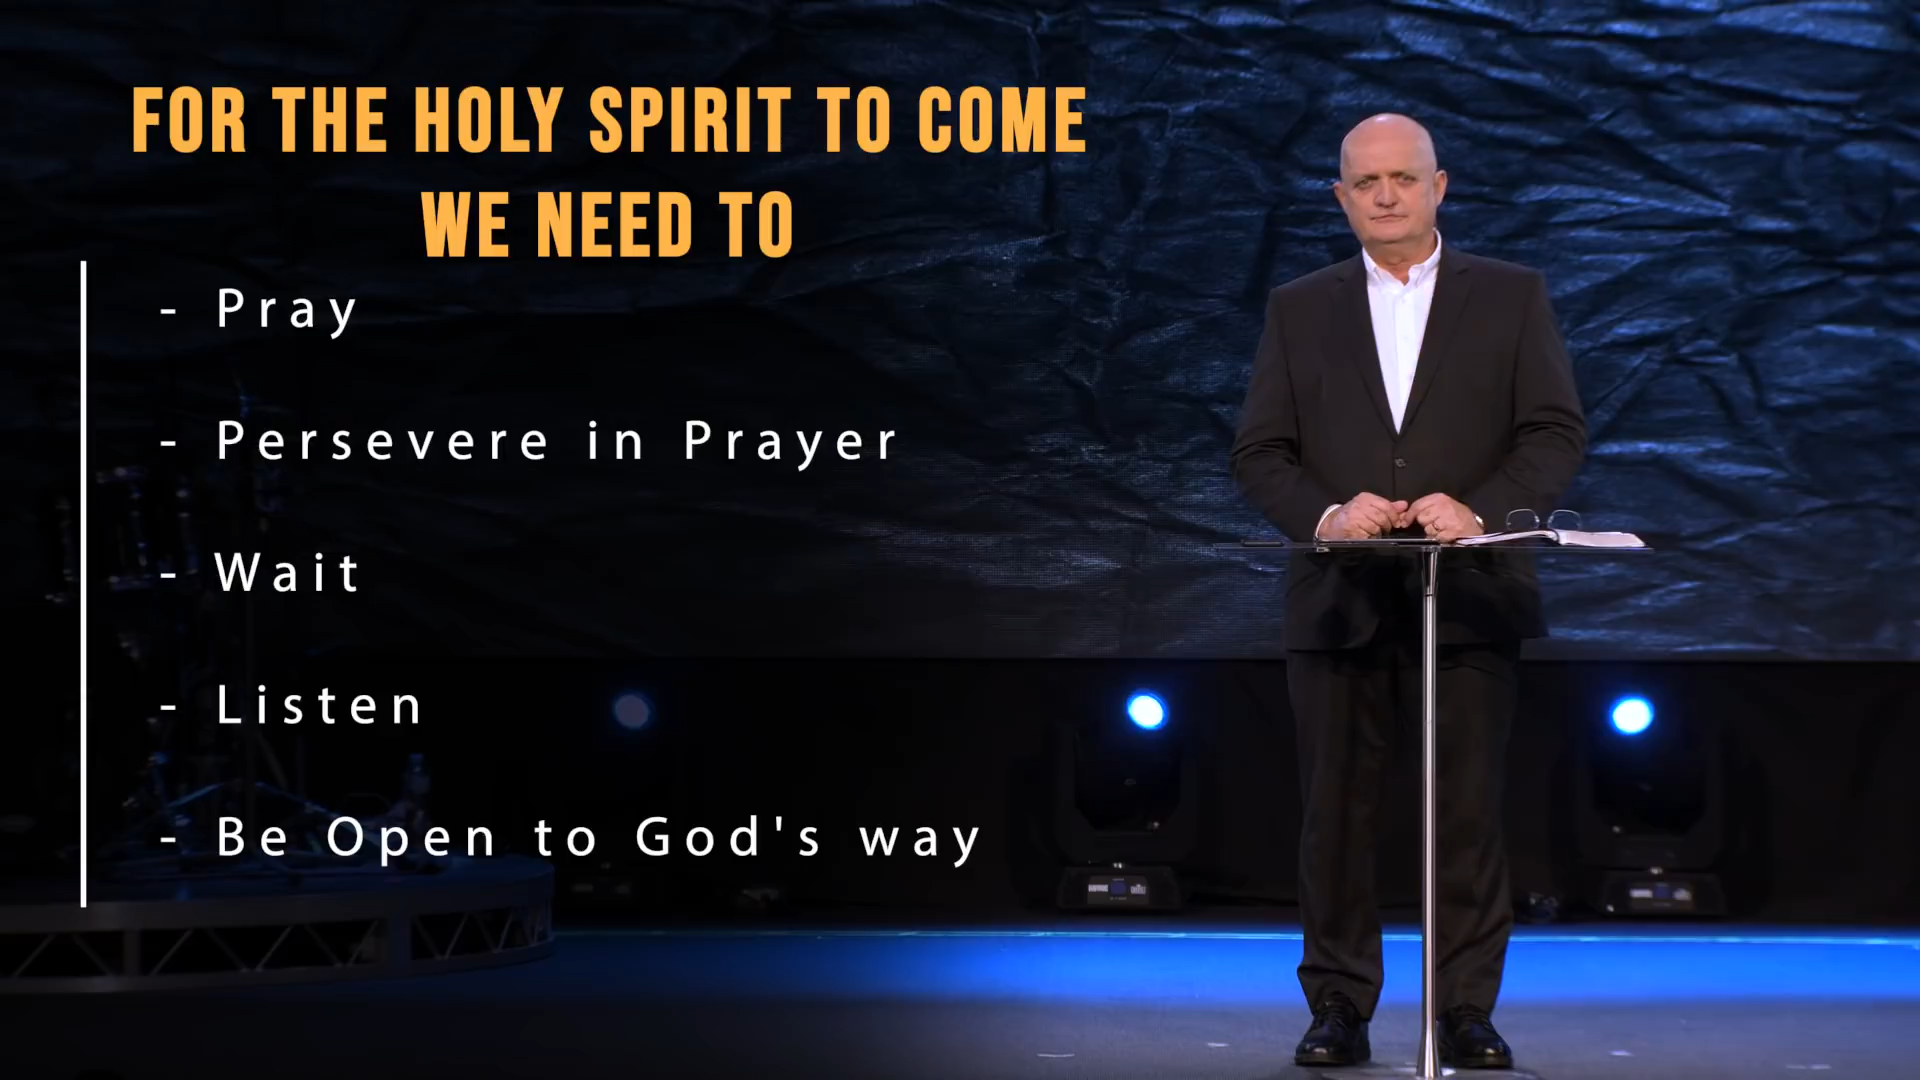 FOR THE HOLY SPIRIT TO COME
WE NEED TO
- Pray
- Persevere in Prayer
- Wait
- Listen
- Be Open to God's way